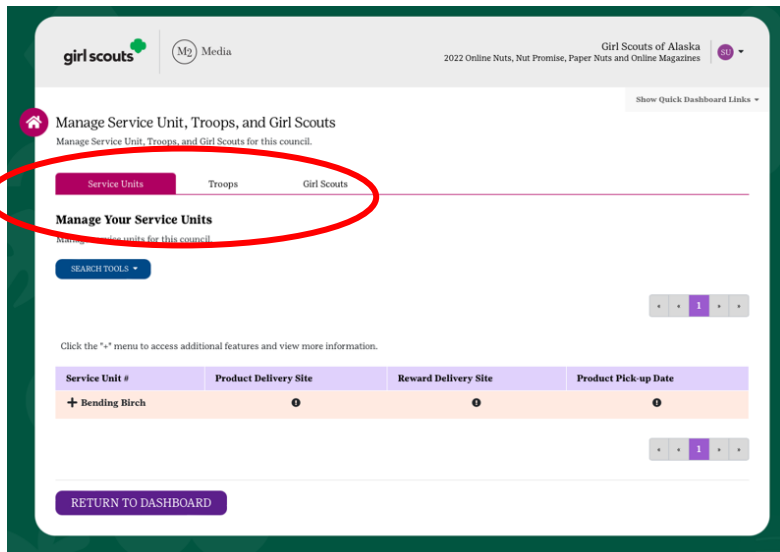 girl scouts
M2 Media
Girl Scouts of Alaska
2022 Online Nuts, Nut Promise, Paper Nuts and Online Magazines
SU
Show Quick Dashboard Links
Manage Service Unit, Troops, and Girl Scouts
Manage Service Unit, Troops, and Girl Scouts for this council.
Service Units Troops Girl Scouts
Manage Your Service Units
Manage service units for this council.
SEARCH TOOLS
1
Click the "+" menu to access additional features and view more information.
Service Unit # Product Delivery Site Reward Delivery Site Product Pick-up Date
+ Bending Birch
1
RETURN TO DASHBOARD